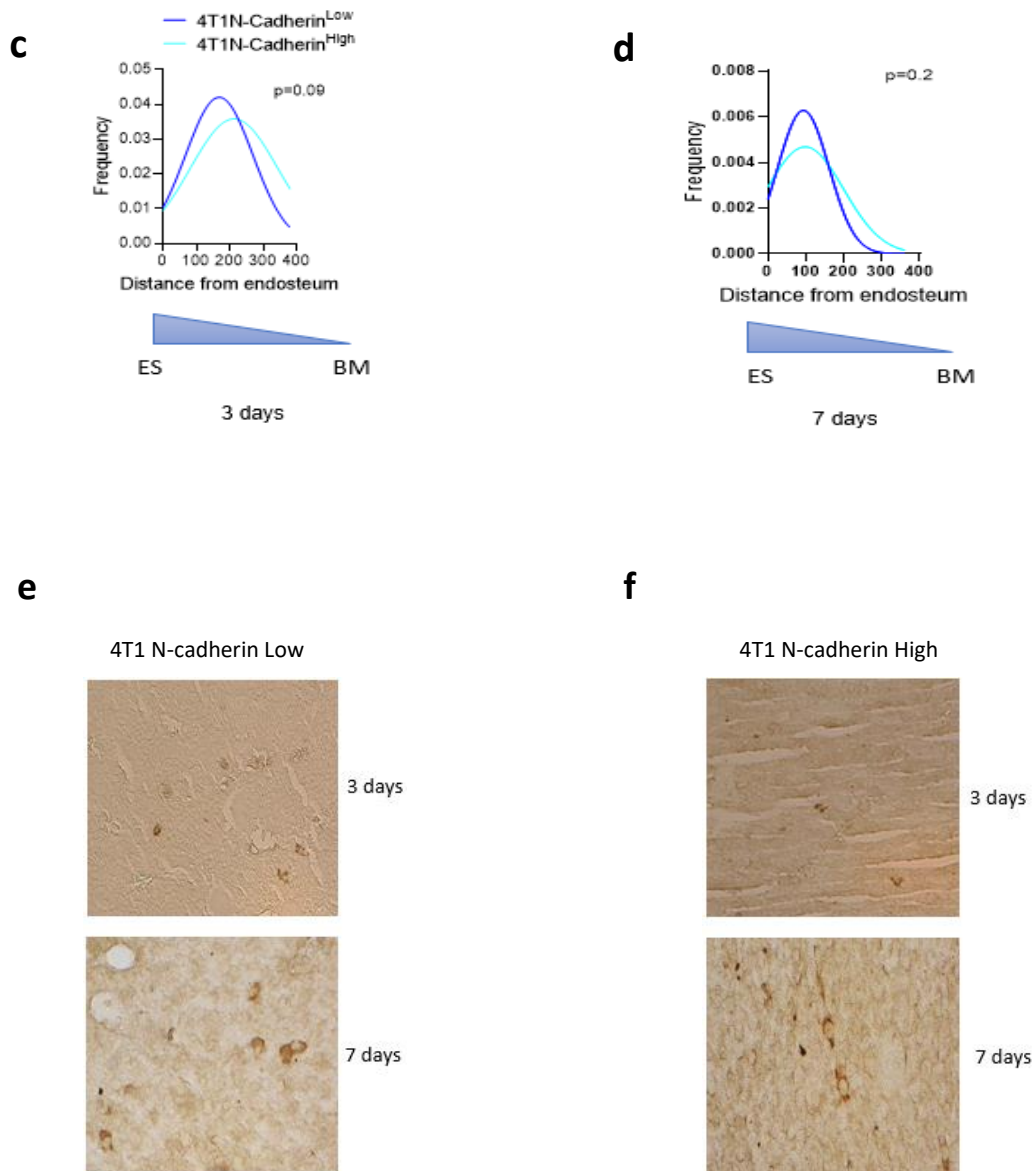 c
4T1N-Cadherin^Low
4T1N-Cadherin^High
p=0.09
Frequency
0.05
0.04
0.03
0.02
0.01
0.00
0 100 200 300 400
Distance from endosteum
ES BM
3 days
d
p=0.2
Frequency
0.008
0.006
0.004
0.002
0.000
0 100 200 300 400
Distance from endosteum
ES BM
7 days
e
4T1 N-cadherin Low
3 days
7 days
f
4T1 N-cadherin High
3 days
7 days